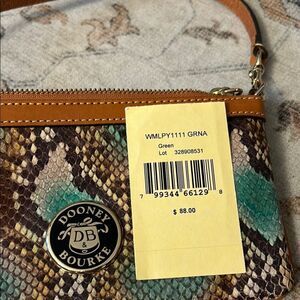 WMLPY1111 GRNA
Green
Lot 328908531
7 99344 66129 8
$ 88.00
DOONEY
DB
&
BOURKE